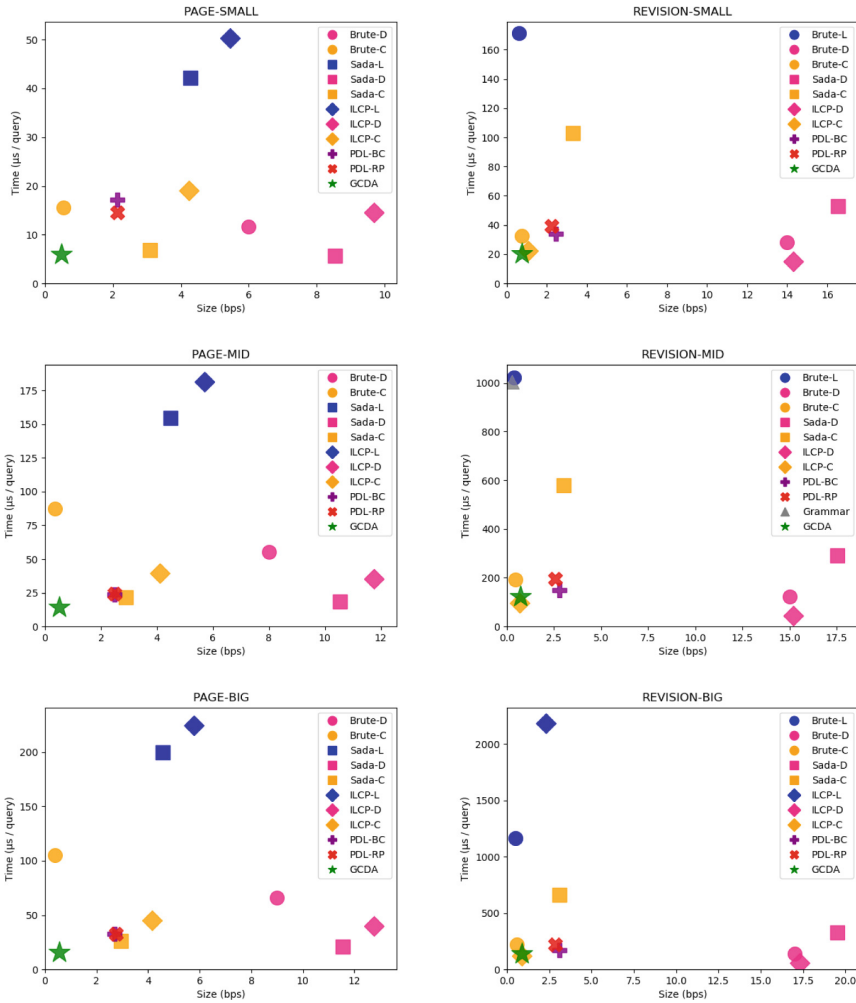 PAGE-SMALL
Time (μs / query)
50
40
30
20
10
0
0 2 4 6 8 10
Size (bps)
Brute-D
Brute-C
Sada-L
Sada-D
Sada-C
ILCP-L
ILCP-D
ILCP-C
PDL-BC
PDL-RP
GCDA
REVISION-SMALL
Time (μs / query)
160
140
120
100
80
60
40
20
0
0 2 4 6 8 10 12 14 16
Size (bps)
Brute-L
Brute-D
Brute-C
Sada-D
Sada-C
ILCP-D
ILCP-C
PDL-BC
PDL-RP
GCDA
PAGE-MID
Time (μs / query)
175
150
125
100
75
50
25
0
0 2 4 6 8 10 12
Size (bps)
Brute-D
Brute-C
Sada-L
Sada-D
Sada-C
ILCP-L
ILCP-D
ILCP-C
PDL-BC
PDL-RP
GCDA
REVISION-MID
Time (μs / query)
1000
800
600
400
200
0
0.0 2.5 5.0 7.5 10.0 12.5 15.0 17.5
Size (bps)
Brute-L
Brute-D
Brute-C
Sada-D
Sada-C
ILCP-D
ILCP-C
PDL-BC
PDL-RP
Grammar
GCDA
PAGE-BIG
Time (μs / query)
200
150
100
50
0
0 2 4 6 8 10 12
Size (bps)
Brute-D
Brute-C
Sada-L
Sada-D
Sada-C
ILCP-L
ILCP-D
ILCP-C
PDL-BC
PDL-RP
GCDA
REVISION-BIG
Time (μs / query)
2000
1500
1000
500
0
0.0 2.5 5.0 7.5 10.0 12.5 15.0 17.5 20.0
Size (bps)
Brute-L
Brute-D
Brute-C
Sada-D
Sada-C
ILCP-L
ILCP-D
ILCP-C
PDL-BC
PDL-RP
GCDA